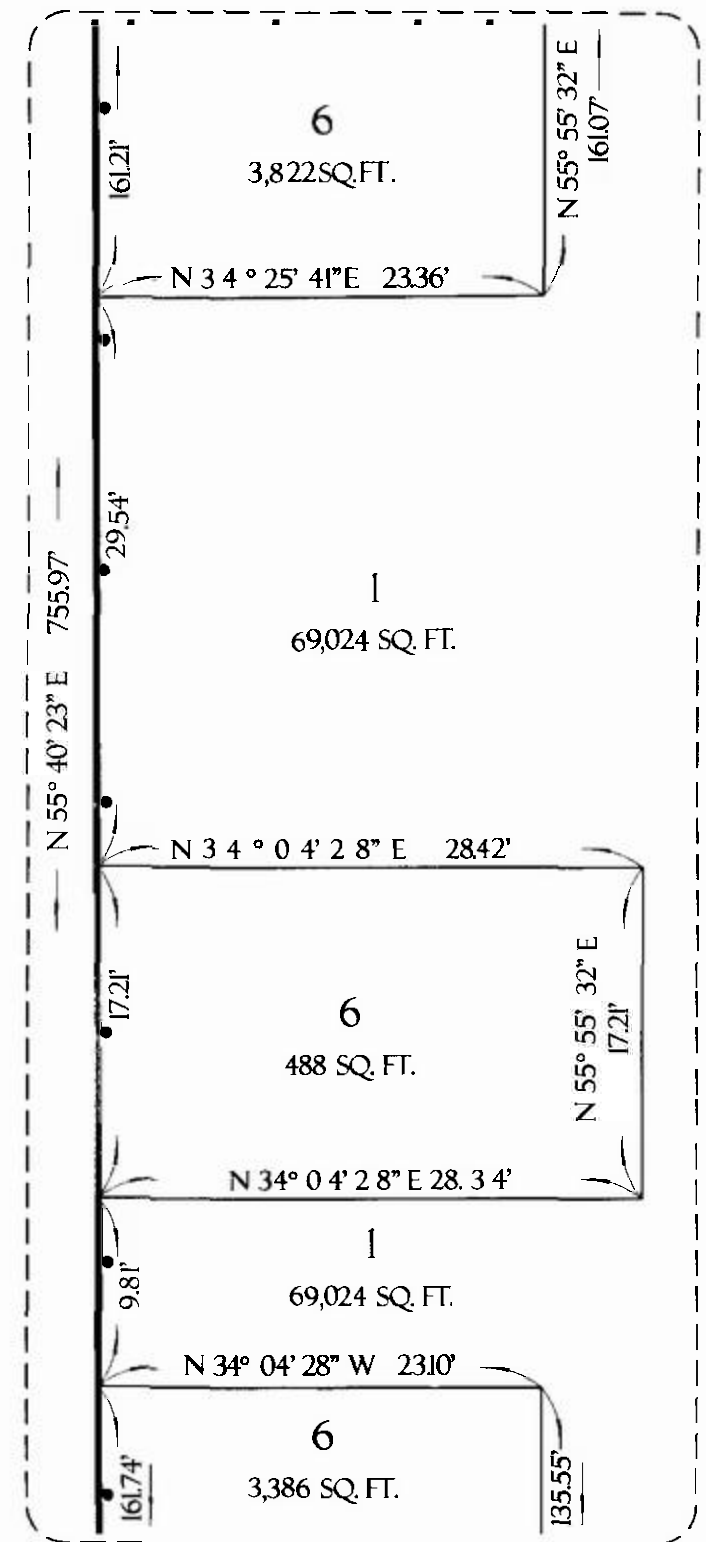 161.21'
6
3,822 SQ. FT.
N 55° 55' 32" E
161.07'
N 34° 25' 41" E 23.36'
29.54'
N 55° 40' 23" E 755.97'
1
69,024 SQ. FT.
N 34° 04' 28" E 28.42'
17.21'
6
488 SQ. FT.
N 55° 55' 32" E
17.21'
N 34° 04' 28" E 28.34'
9.81'
1
69,024 SQ. FT.
N 34° 04' 28" W 23.10'
161.74'
6
3,386 SQ. FT.
135.55'